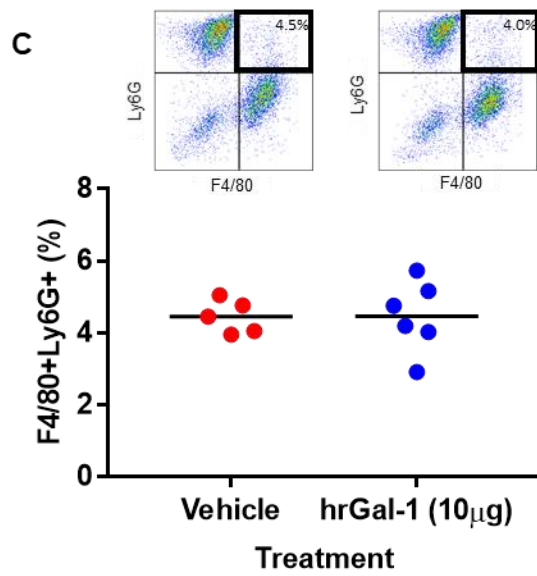 C
4.5%
4.0%
Ly6G
Ly6G
F4/80
F4/80
F4/80+Ly6G+ (%)
8
6
4
2
0
Vehicle
hrGal-1 (10μg)
Treatment